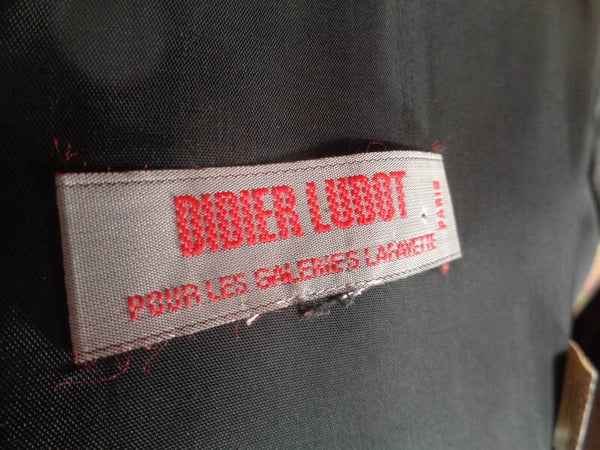 DIDIER LUDOT
POUR LES GALERIES LAFAYETTE
PARIS